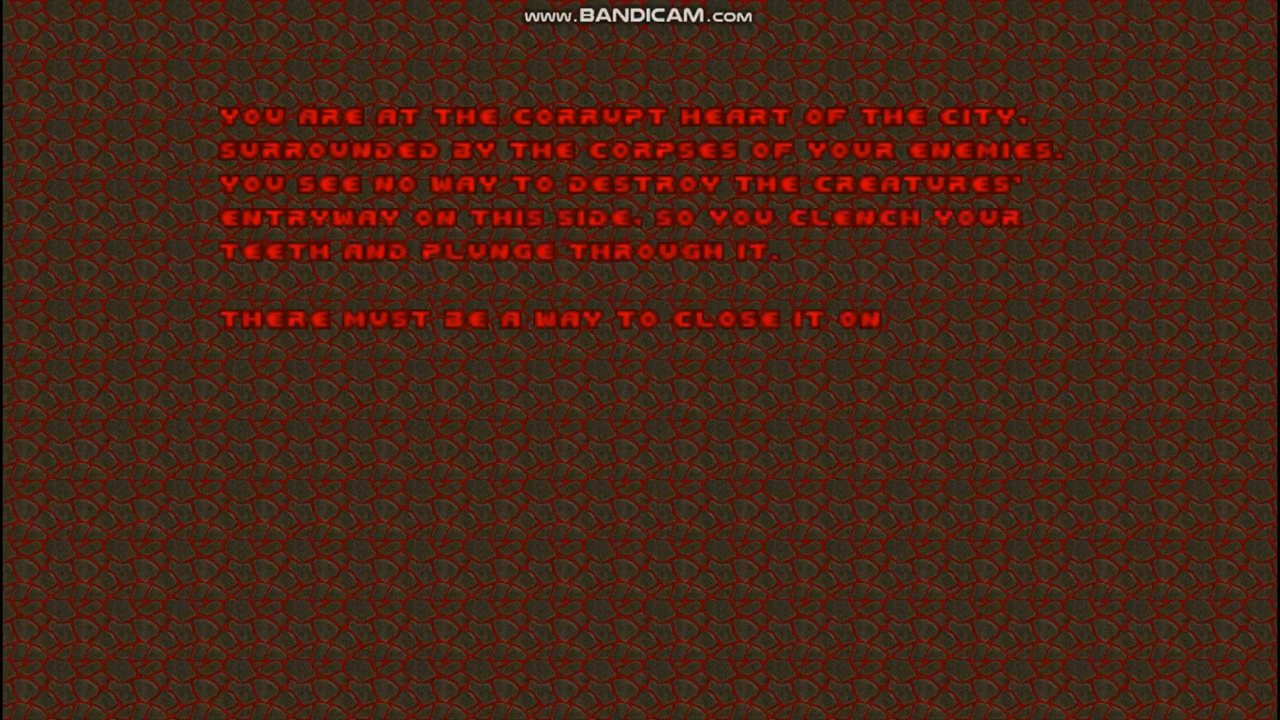 www.BANDICAM.com
YOU ARE AT THE CORRUPT HEART OF THE CITY,
SURROUNDED BY THE CORPSES OF YOUR ENEMIES.
YOU SEE NO WAY TO DESTROY THE CREATURES'
ENTRYWAY ON THIS SIDE, SO YOU CLENCH YOUR
TEETH AND PLUNGE THROUGH IT.
THERE MUST BE A WAY TO CLOSE IT ON